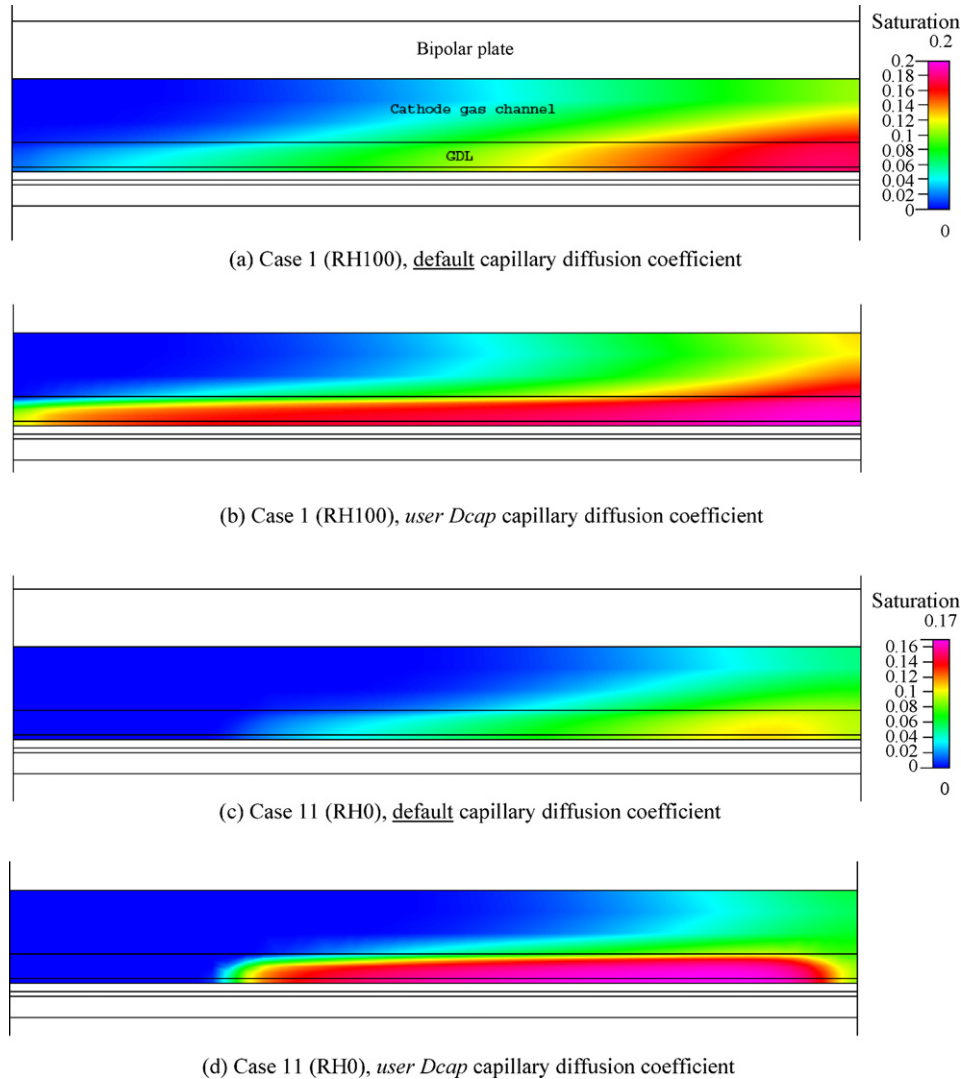 Saturation
0.2
Bipolar plate
0.2
0.18
0.16
0.14
0.12
0.1
0.08
0.06
0.04
0.02
0
0
Cathode gas channel
GDL
(a) Case 1 (RH100), default capillary diffusion coefficient
(b) Case 1 (RH100), user Dcap capillary diffusion coefficient
Saturation
0.17
0.16
0.14
0.12
0.1
0.08
0.06
0.04
0.02
0
0
(c) Case 11 (RH0), default capillary diffusion coefficient
(d) Case 11 (RH0), user Dcap capillary diffusion coefficient